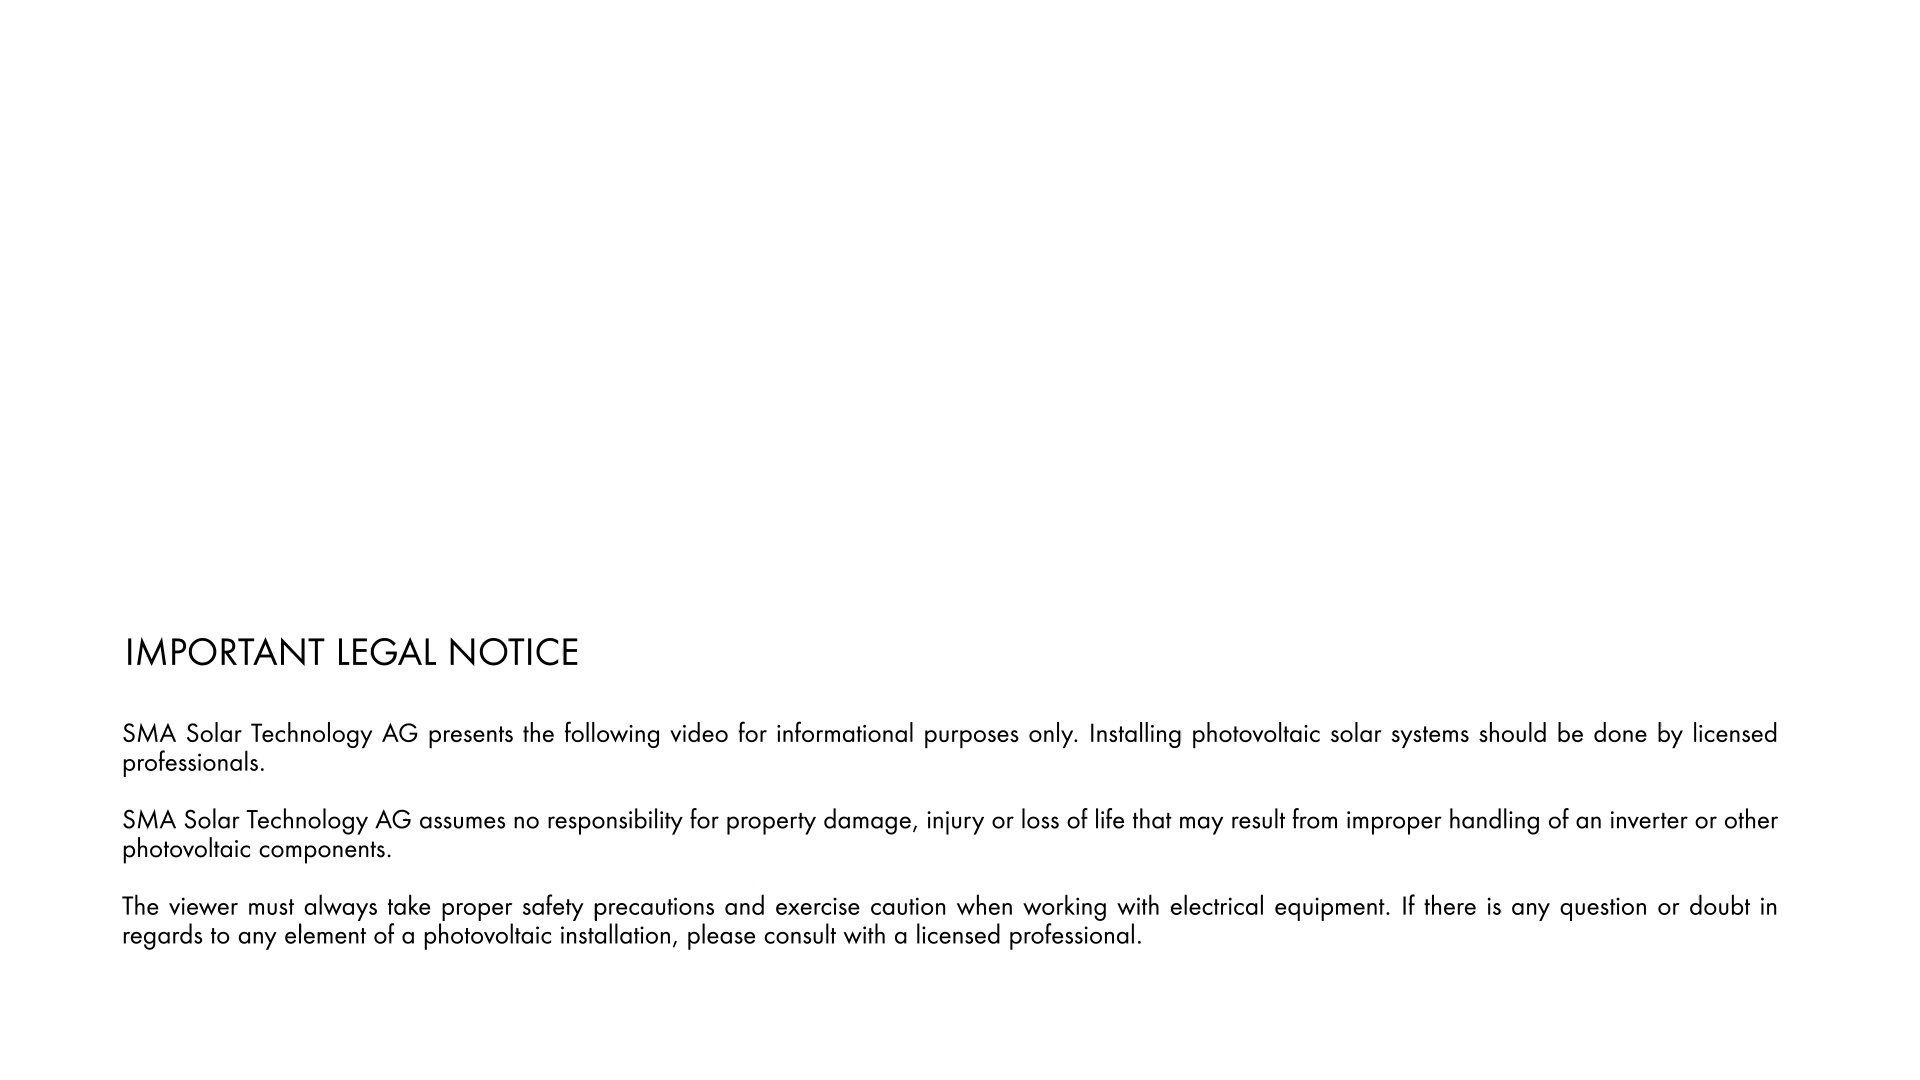 IMPORTANT LEGAL NOTICE
SMA Solar Technology AG presents the following video for informational purposes only. Installing photovoltaic solar systems should be done by licensed
professionals.
SMA Solar Technology AG assumes no responsibility for property damage, injury or loss of life that may result from improper handling of an inverter or other
photovoltaic components.
The viewer must always take proper safety precautions and exercise caution when working with electrical equipment. If there is any question or doubt in
regards to any element of a photovoltaic installation, please consult with a licensed professional.